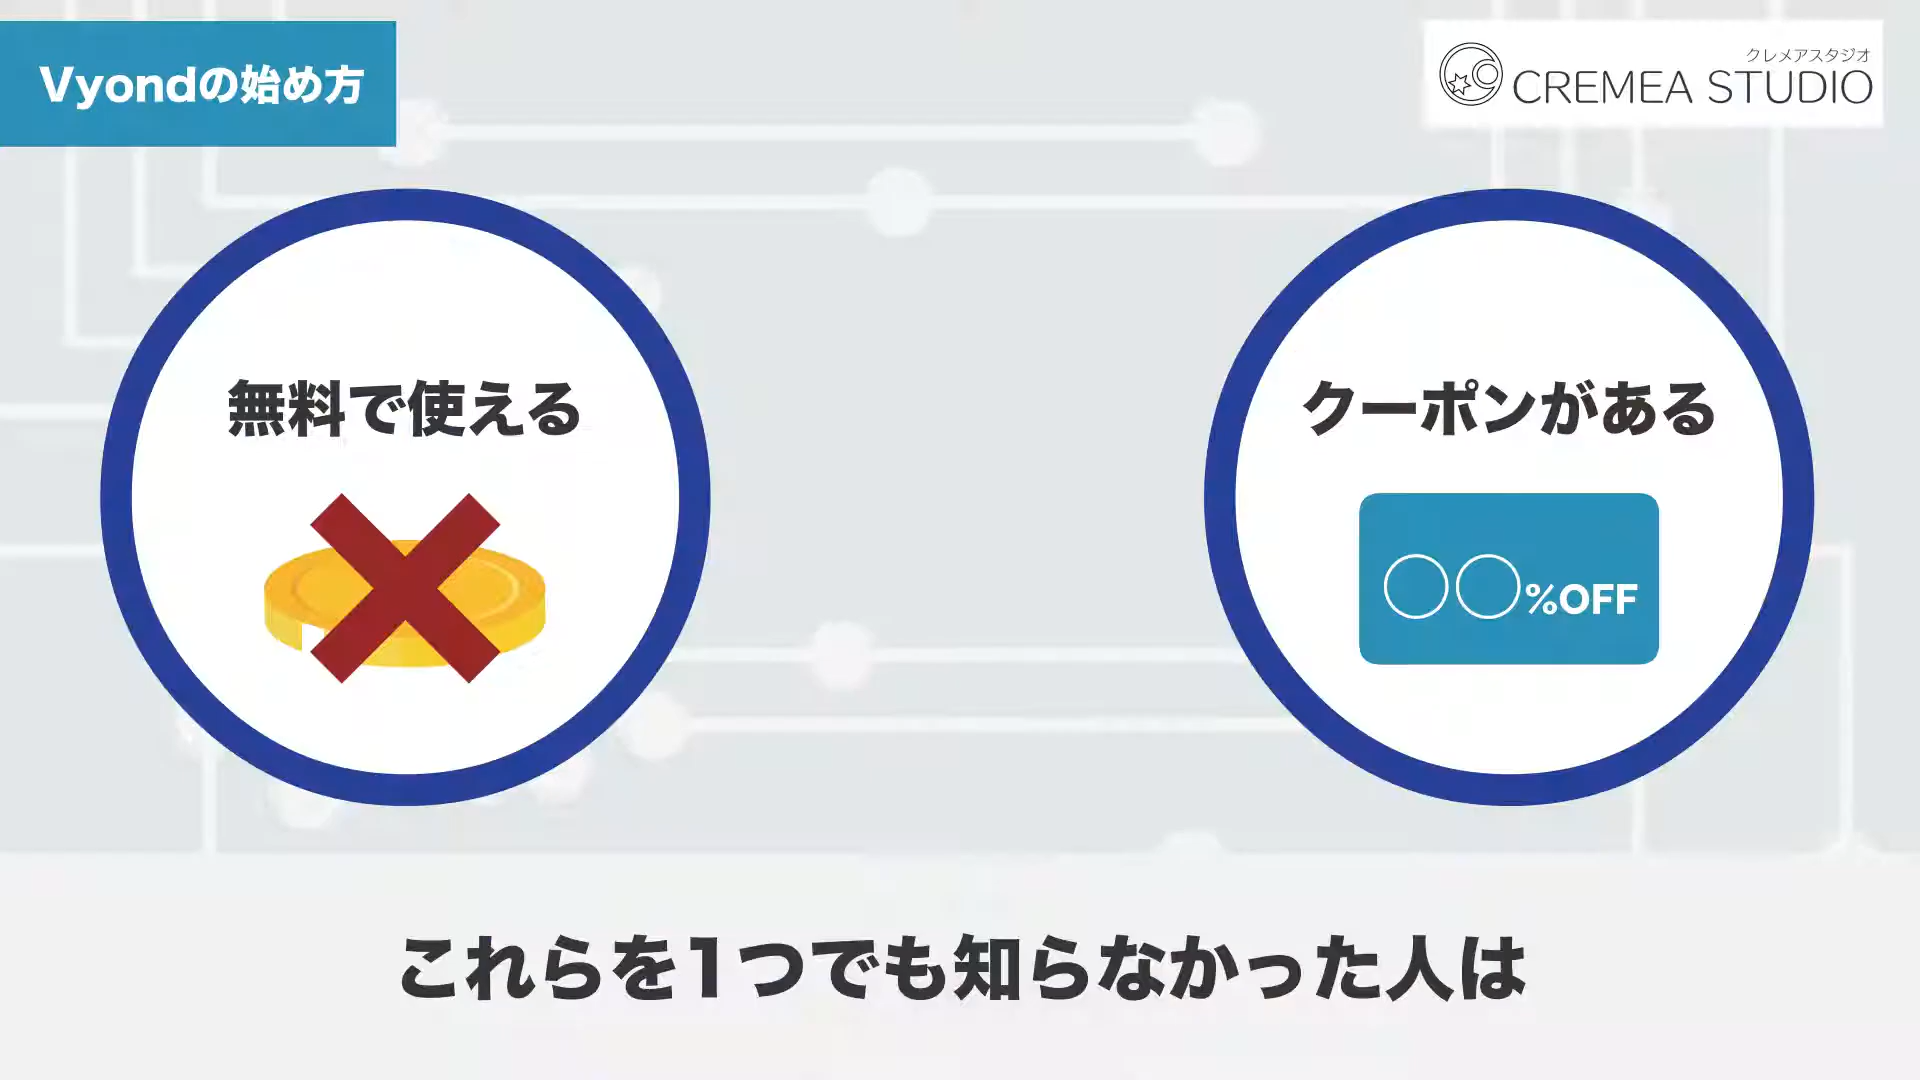 Vyondの始め方
クレメアスタジオ
CREMEA STUDIO
無料で使える
クーポンがある
〇〇%OFF
これらを1つでも知らなかった人は